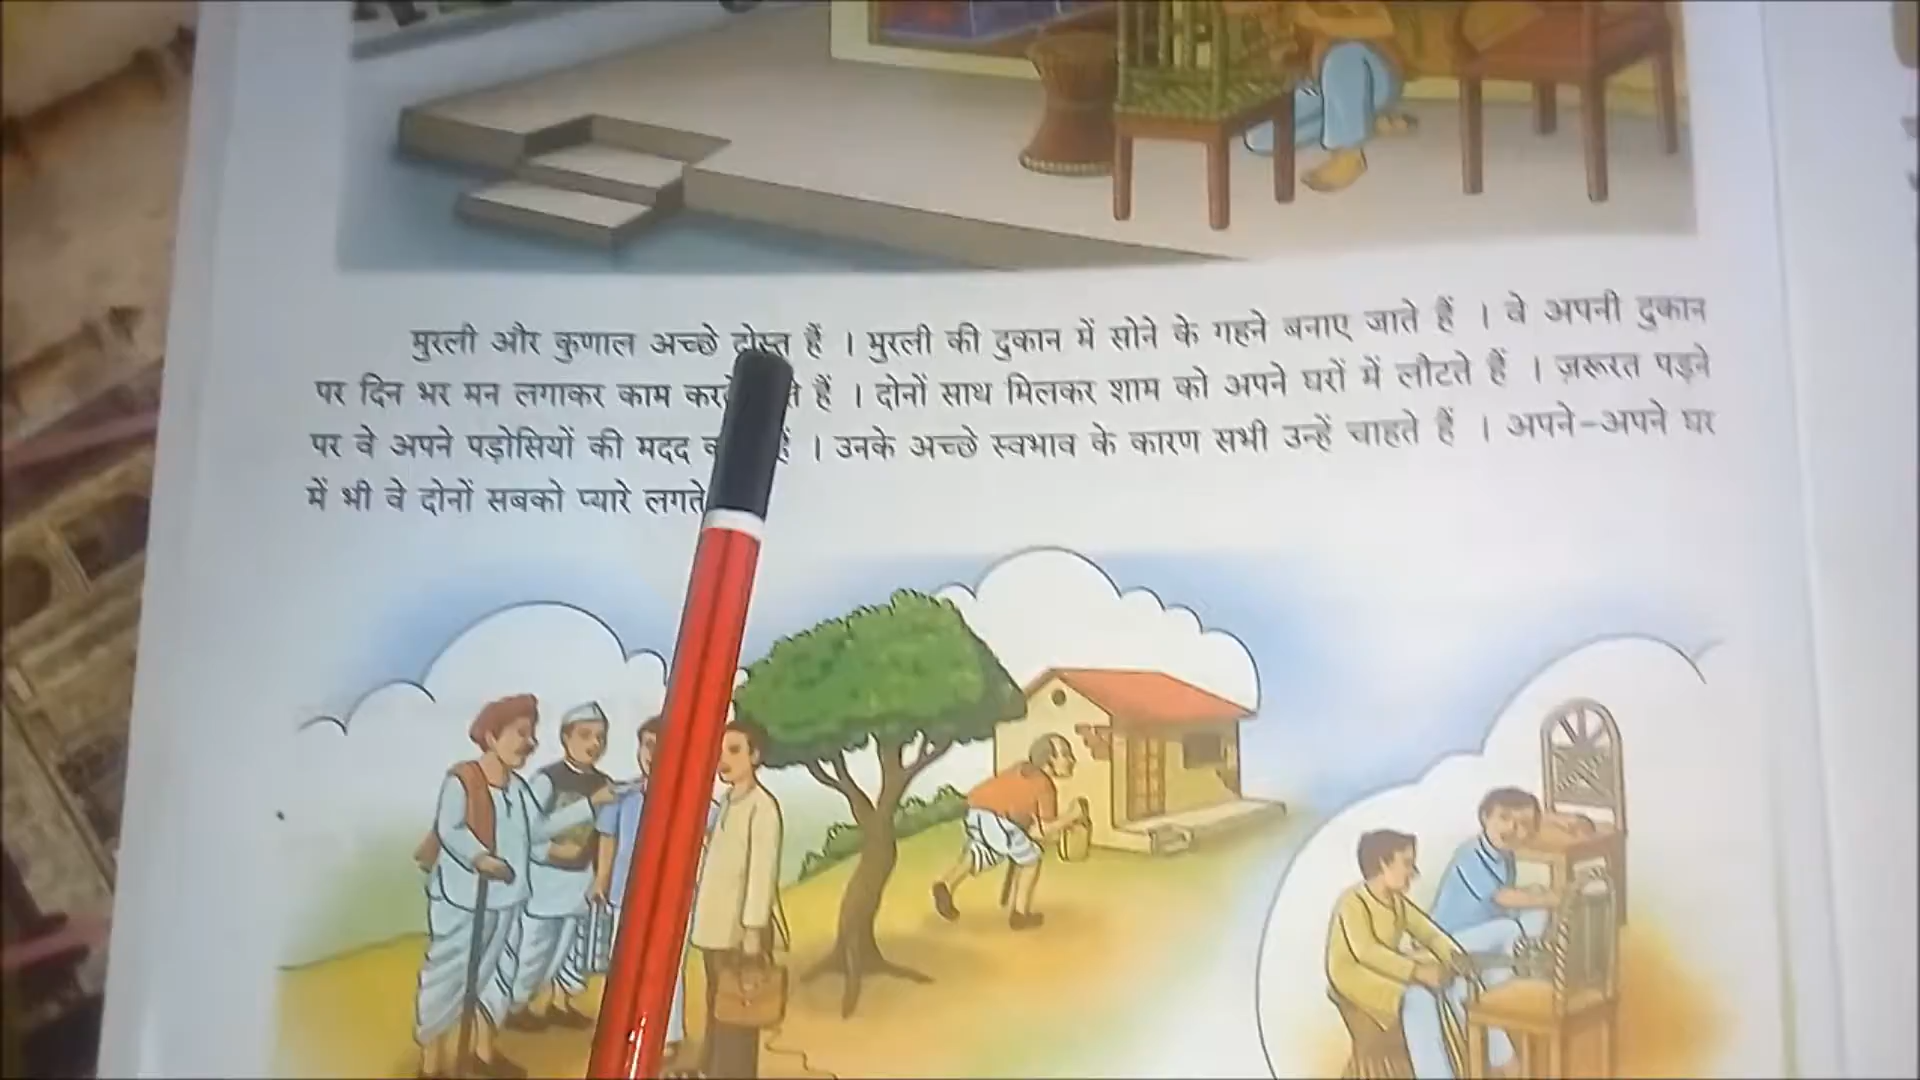 मुरली और कुणाल अच्छे दोस्त हैं । मुरली की दुकान में सोने के गहने बनाए जाते हैं । वे अपनी दुकान
पर दिन भर मन लगाकर काम हैं । दोनों साथ मिलकर शाम को अपने घरों में लौटते हैं । ज़रूरत पड़ने
पर वे अपने पड़ोसियों की मदद । उनके अच्छे स्वभाव के कारण सभी उन्हें चाहते हैं । अपने-अपने घर
में भी वे दोनों सबको प्यारे लगते